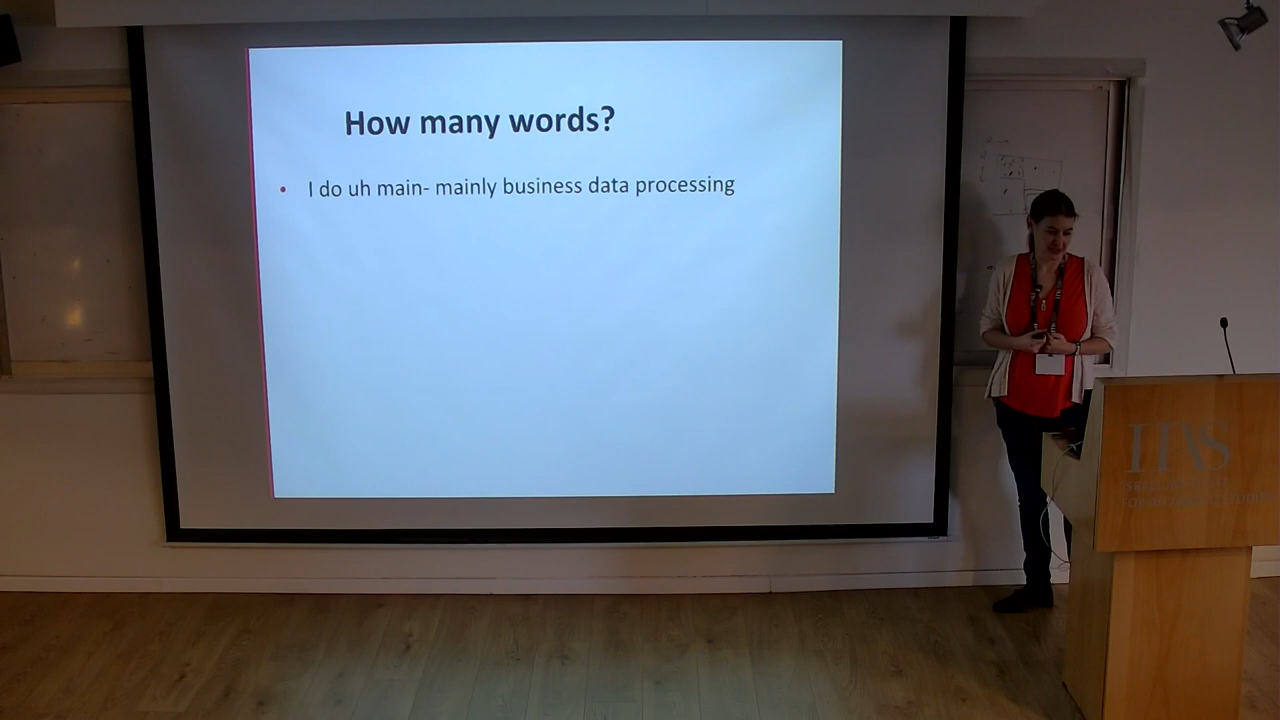 How many words?
• I do uh main- mainly business data processing
IIAS